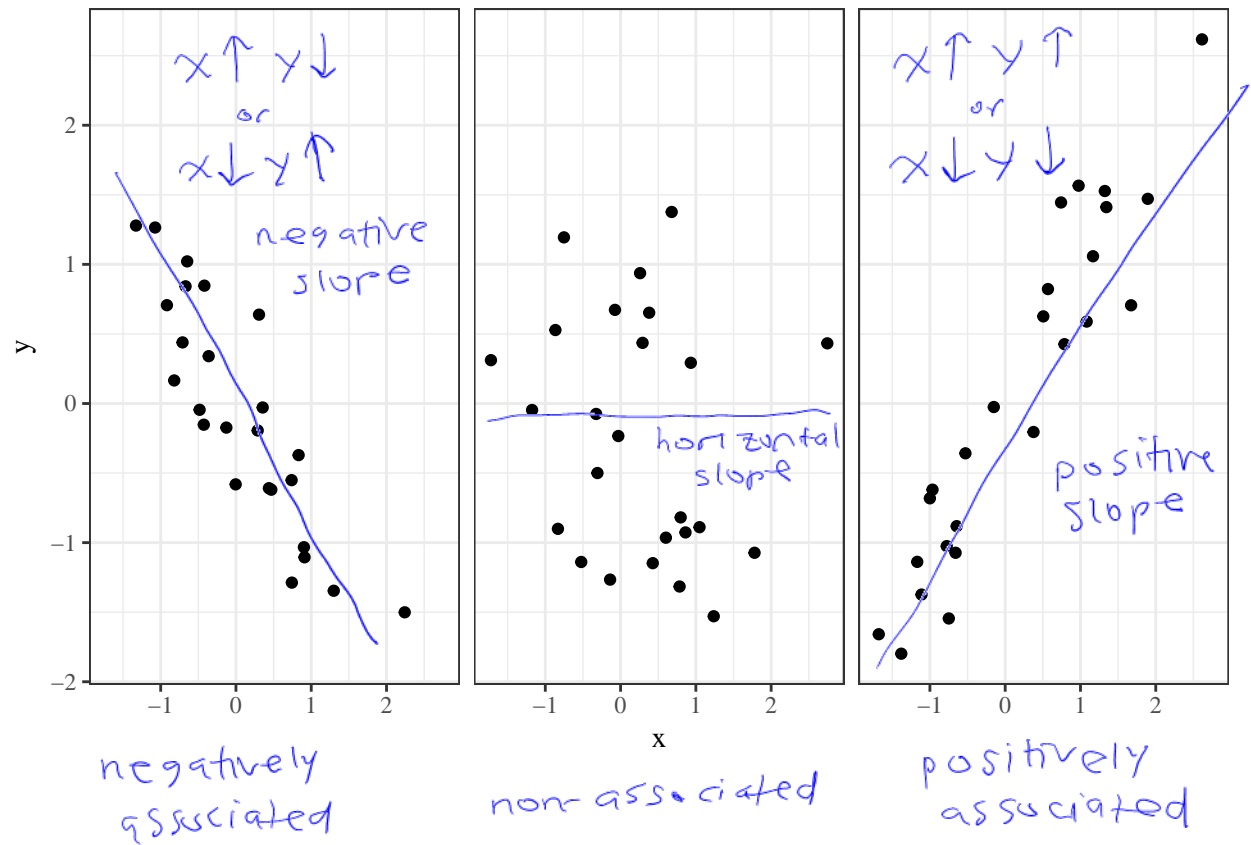 X ↑ Y ↓
or
X ↓ Y ↑
negative
slope
X ↑ Y ↑
or
X ↓ Y ↓
horizontal
slope
positive
slope
y
2
1
0
−1
−2
−1 0 1 2
−1 0 1 2
−1 0 1 2
x
negatively
associated
non-associated
positively
associated